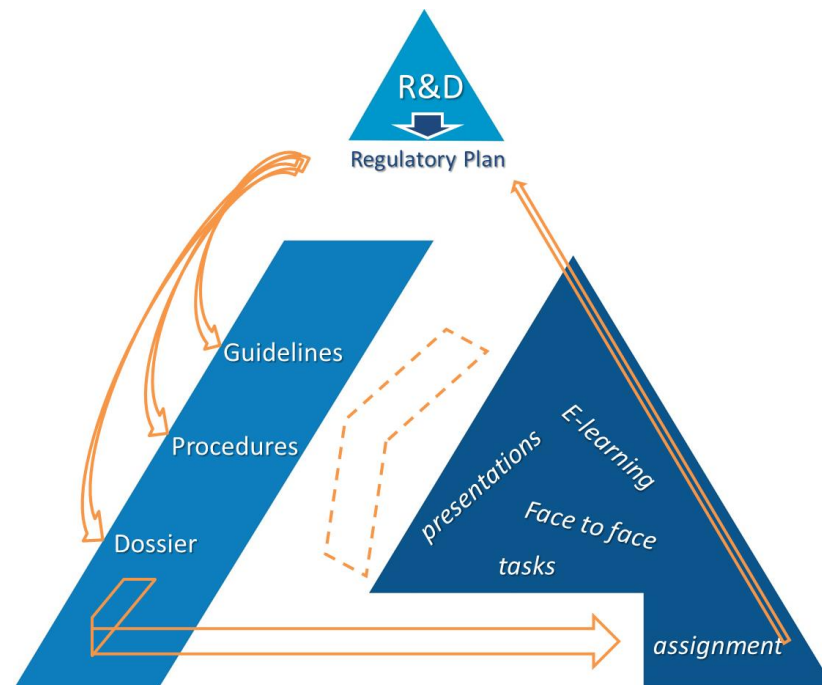 R&D
Regulatory Plan
Guidelines
Procedures
Dossier
E-learning
presentations
Face to face
tasks
assignment